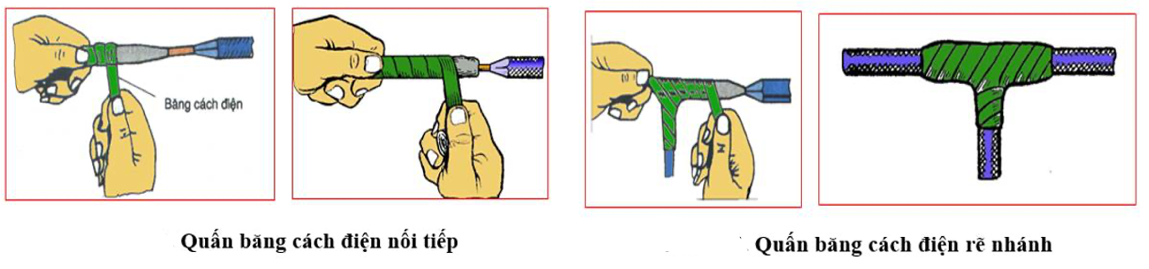 Băng cách điện
Quấn băng cách điện nối tiếp
Quấn băng cách điện rẽ nhánh